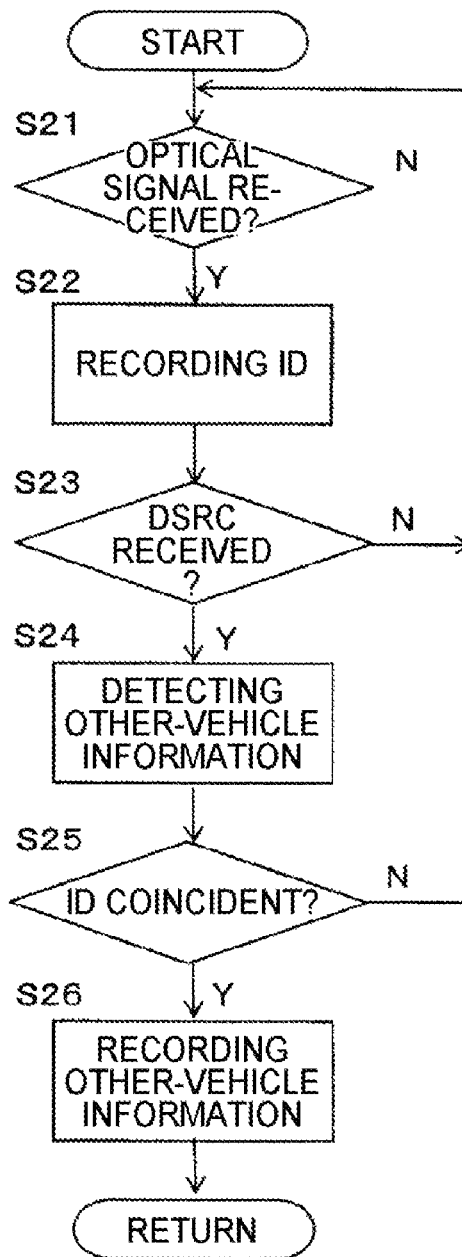 START
S21
OPTICAL
SIGNAL RE-
CEIVED?
N
S22
Y
RECORDING ID
S23
DSRC
RECEIVED
?
N
S24
Y
DETECTING
OTHER-VEHICLE
INFORMATION
S25
ID COINCIDENT?
N
S26
Y
RECORDING
OTHER-VEHICLE
INFORMATION
RETURN